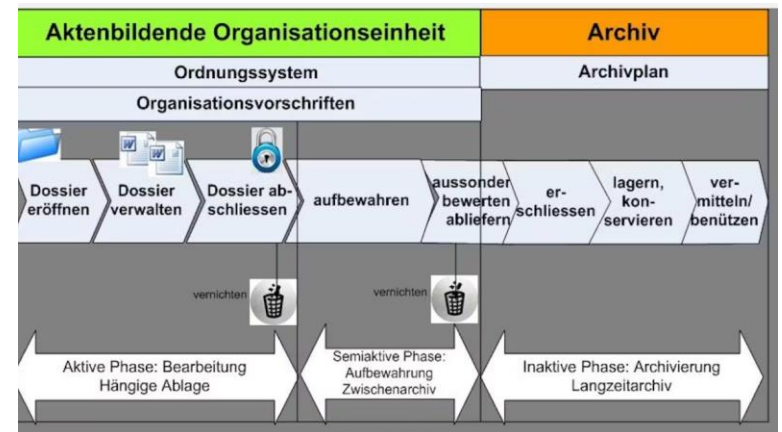 Aktenbildende Organisationseinheit
Archiv
Ordnungssystem
Archivplan
Organisationsvorschriften
Dossier
eröffnen
Dossier
verwalten
Dossier ab-
schliessen
aufbewahren
aussonder
bewerten
abliefern
er-
schliessen
lagern,
kon-
servieren
ver-
mitteln/
benützen
vernichten
vernichten
Aktive Phase: Bearbeitung
Hängige Ablage
Semiaktive Phase:
Aufbewahrung
Zwischenarchiv
Inaktive Phase: Archivierung
Langzeitarchiv